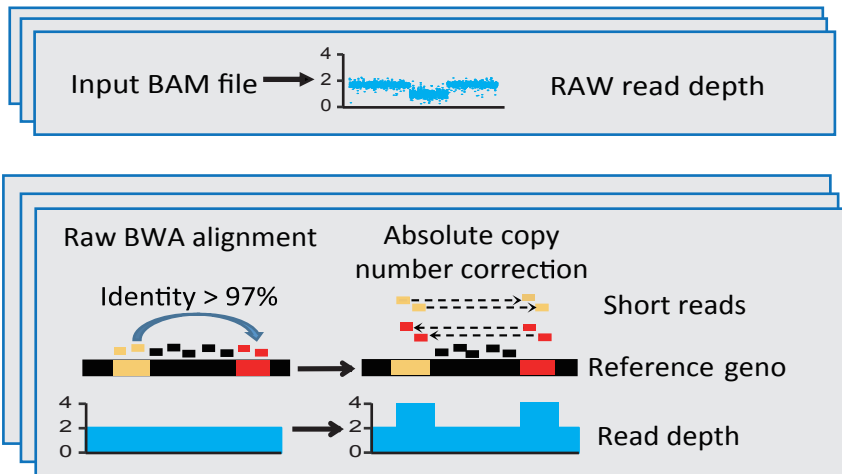 Input BAM file
4
2
0
RAW read depth
Raw BWA alignment
Absolute copy
number correction
Identity > 97%
Short reads
Reference geno
4
2
0
4
2
0
Read depth